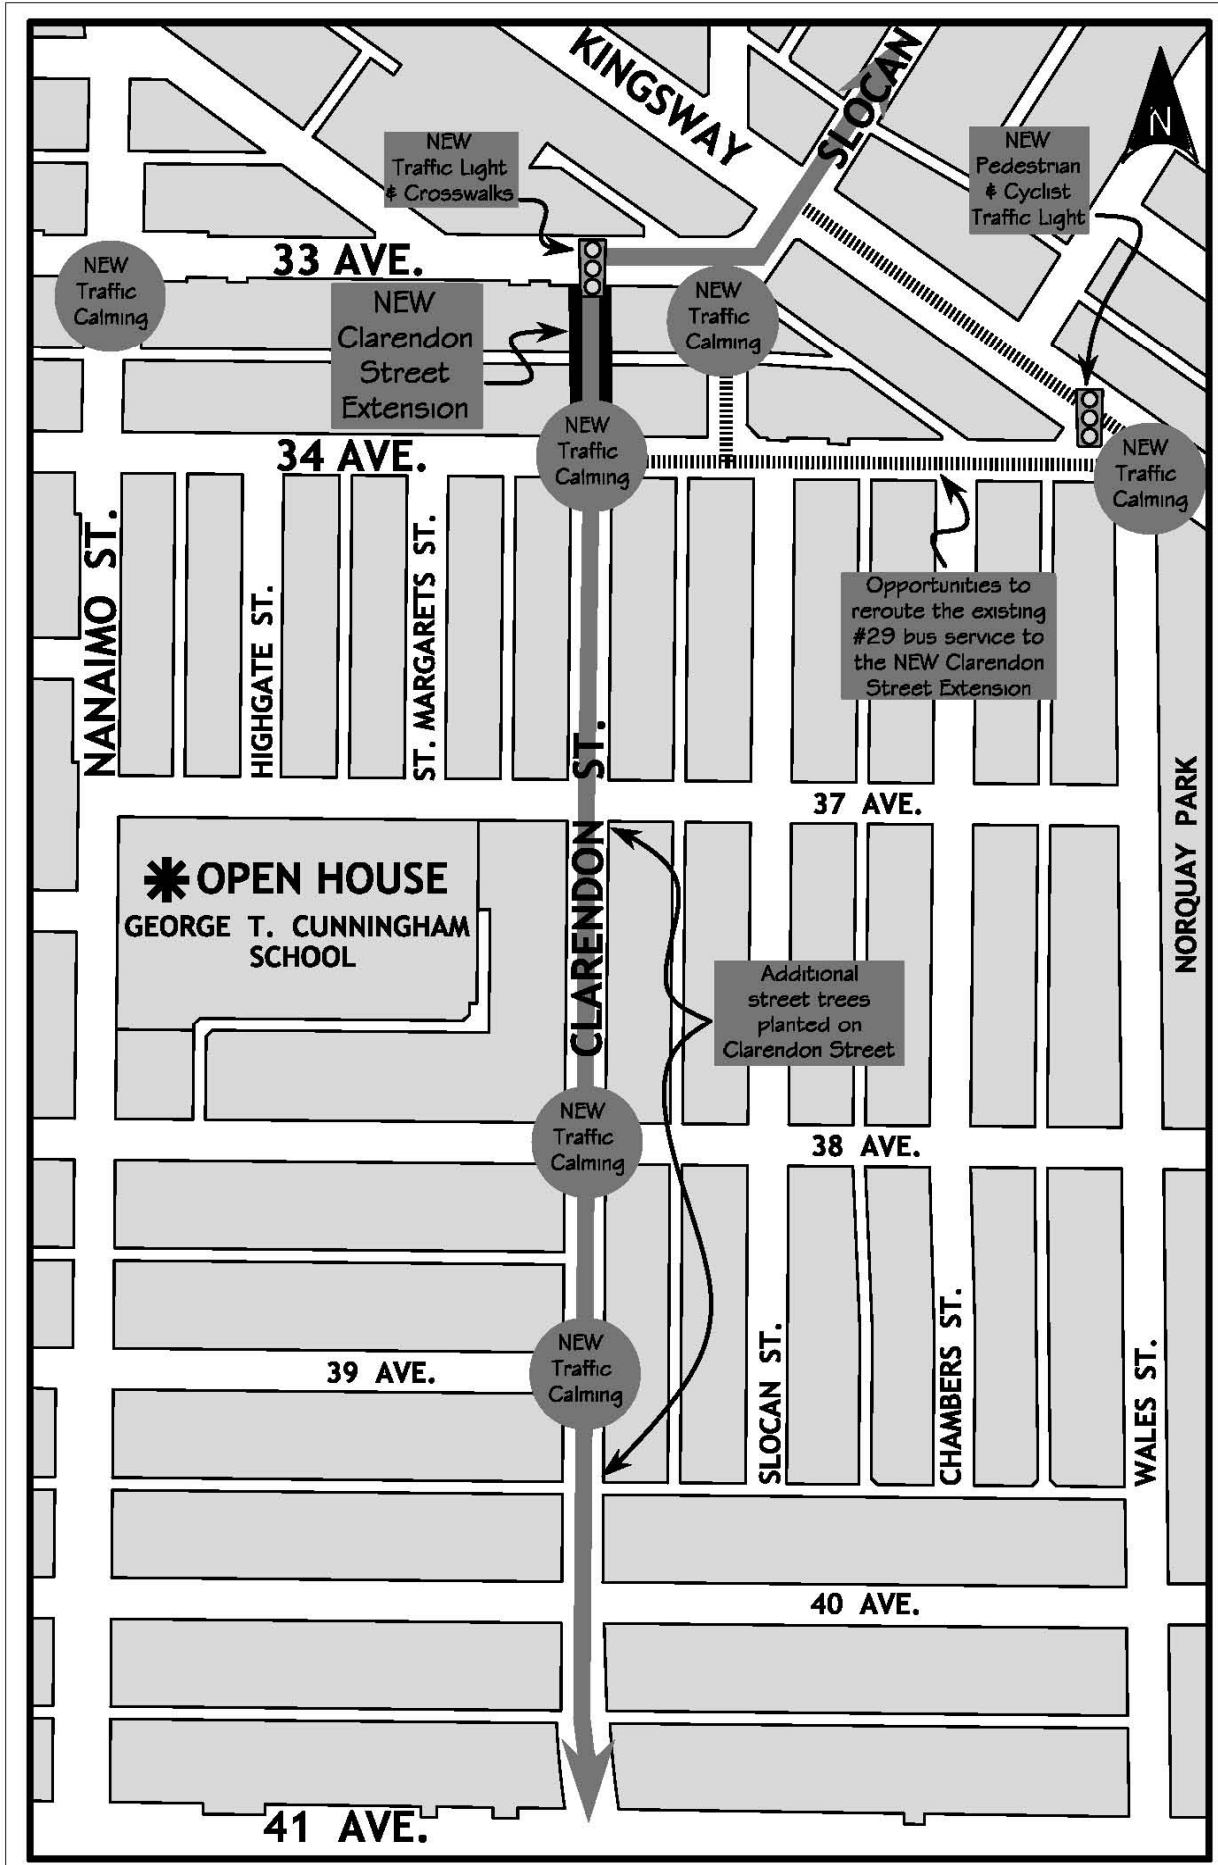 KINGSWAY
SLOCAN
N
NEW
Traffic Light
& Crosswalks
NEW
Pedestrian
& Cyclist
Traffic Light
33 AVE.
NEW
Traffic
Calming
NEW
Clarendon
Street
Extension
NEW
Traffic
Calming
NEW
Traffic
Calming
NEW
Traffic
Calming
34 AVE.
NANAIMO ST.
HIGHGATE ST.
ST. MARGARETS ST.
CLARENDON ST.
Opportunities to
reroute the existing
#29 bus service to
the NEW Clarendon
Street Extension
37 AVE.
NORQUAY PARK
OPEN HOUSE
GEORGE T. CUNNINGHAM
SCHOOL
Additional
street trees
planted on
Clarendon Street
NEW
Traffic
Calming
38 AVE.
NEW
Traffic
Calming
39 AVE.
SLOCAN ST.
CHAMBERS ST.
WALES ST.
40 AVE.
41 AVE.